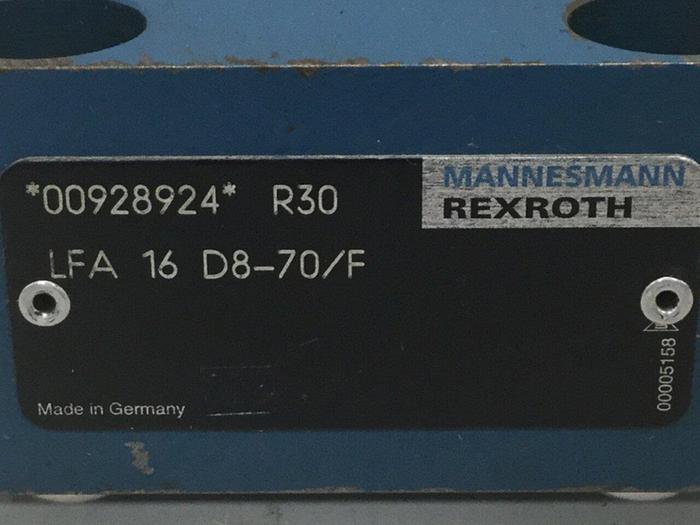 *00928924* R30
MANNESMANN
REXROTH
LFA 16 D8-70/F
Made in Germany
00005158